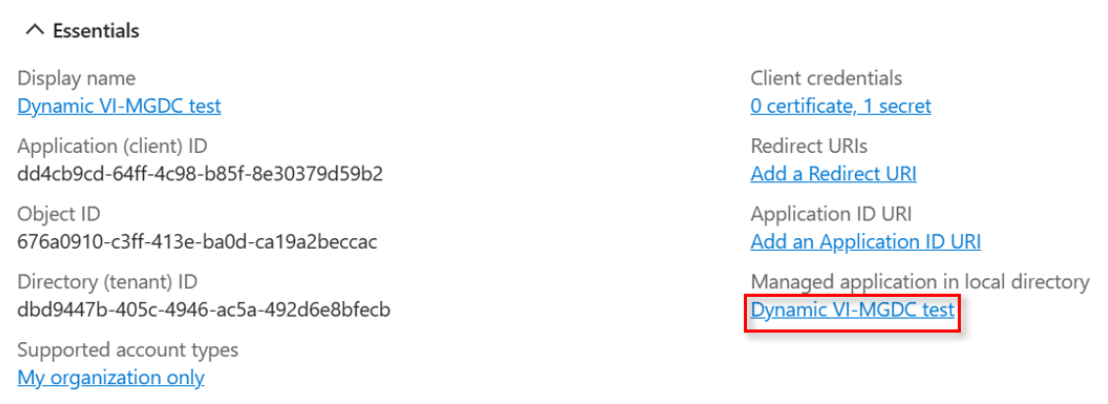 Essentials
Display name
Dynamic VI-MGDC test
Application (client) ID
dd4cb9cd-64ff-4c98-b85f-8e30379d59b2
Object ID
676a0910-c3ff-413e-ba0d-ca19a2beccac
Directory (tenant) ID
dbd9447b-405c-4946-ac5a-492d6e8bfecb
Supported account types
My organization only
Client credentials
0 certificate, 1 secret
Redirect URIs
Add a Redirect URI
Application ID URI
Add an Application ID URI
Managed application in local directory
Dynamic VI-MGDC test